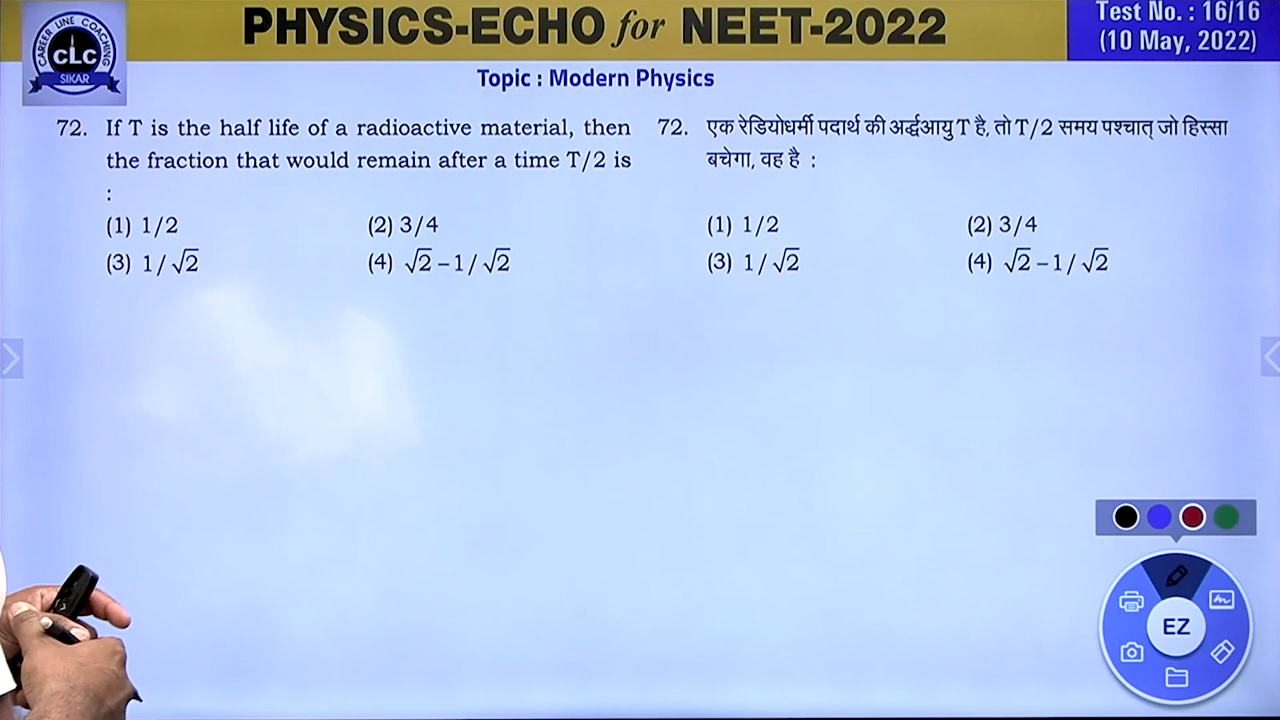 PHYSICS-ECHO for NEET-2022
Test No. : 16/16
(10 May, 2022)
CAREER LINE COACHING
CLC
SIKAR
Topic : Modern Physics
72. If T is the half life of a radioactive material, then
the fraction that would remain after a time T/2 is
:
(1) 1/2 (2) 3/4
(3) 1/√2 (4) √2 – 1/√2
72. एक रेडियोधर्मी पदार्थ की अर्द्धआयु T है, तो T/2 समय पश्चात् जो हिस्सा
बचेगा, वह है :
(1) 1/2 (2) 3/4
(3) 1/√2 (4) √2 – 1/√2
EZ